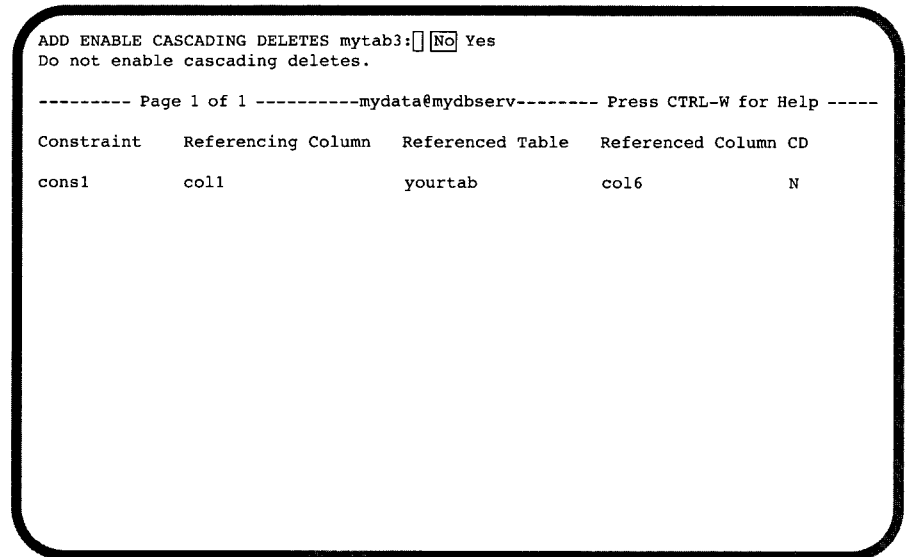 ADD ENABLE CASCADING DELETES mytab3: No Yes
Do not enable cascading deletes.
--------- Page 1 of 1 ----------mydata@mydbserv-------- Press CTRL-W for Help -----
Constraint Referencing Column Referenced Table Referenced Column CD
cons1 col1 yourtab col6 N